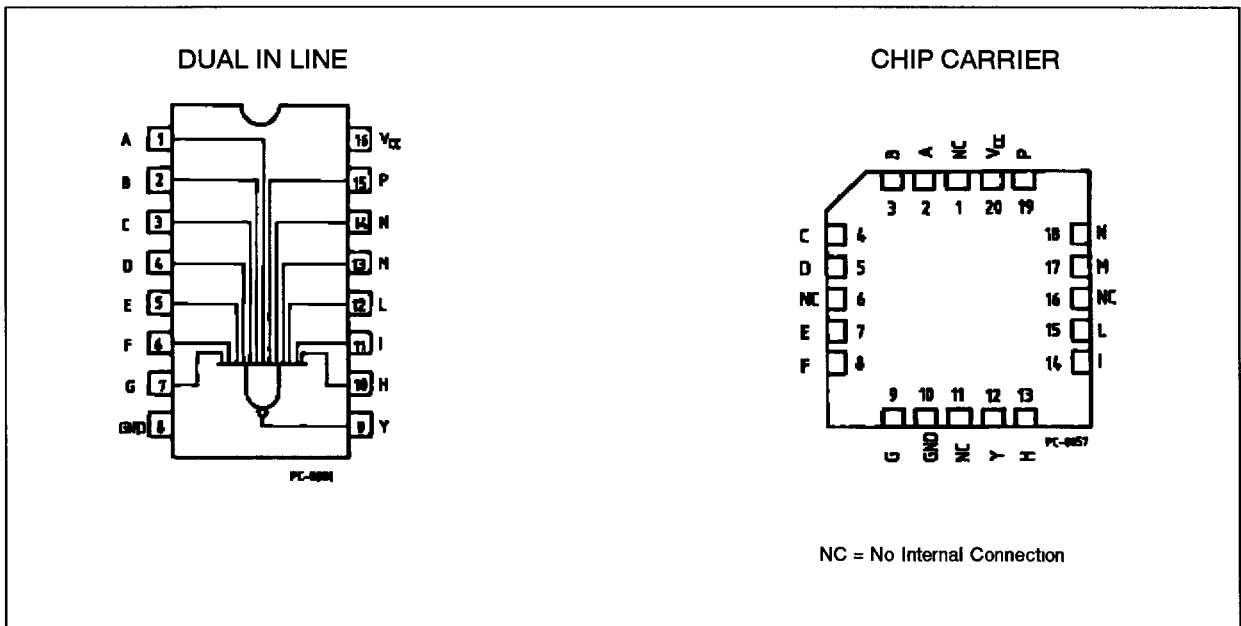 DUAL IN LINE
A 1
B 2
C 3
D 4
E 5
F 6
G 7
GND 8
16 VCC
15 P
14 N
13 M
12 L
11 I
10 H
9 Y
CHIP CARRIER
B A NC VCC P
3 2 1 20 19
C 4
D 5
NC 6
E 7
F 8
18 N
17 M
16 NC
15 L
14 I
9 10 11 12 13
G GND NC Y H
PC-0057
NC = No Internal Connection